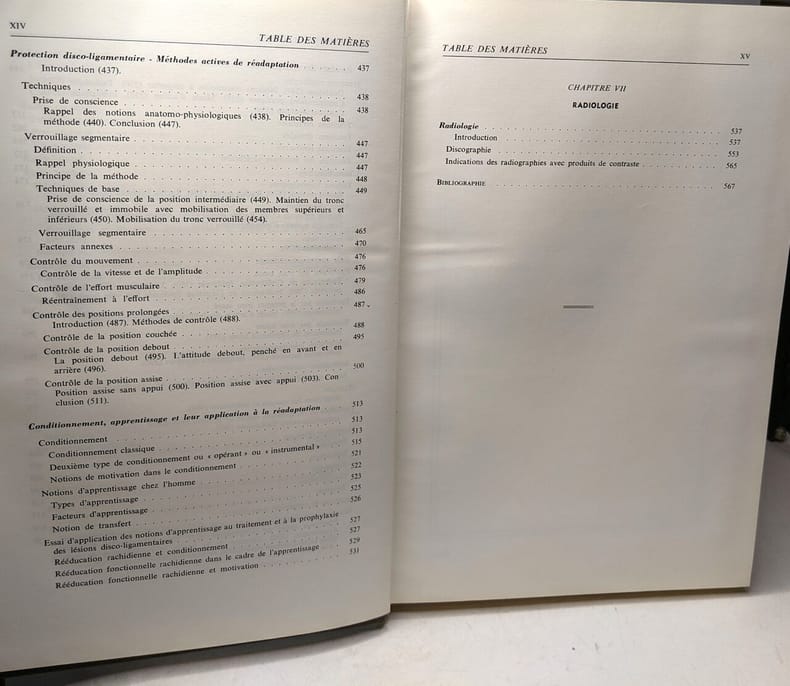 XIV
TABLE DES MATIÈRES
Protection disco-ligamentaire - Méthodes actives de réadaptation . . . . . . 437
Introduction (437).
Techniques . . . . . . 438
Prise de conscience . . . . . . 438
Rappel des notions anatomo-physiologiques (438). Principes de la
méthode (440). Conclusion (447).
Verrouillage segmentaire . . . . . . 447
Définition . . . . . . 447
Rappel physiologique . . . . . . 447
Principe de la méthode . . . . . . 448
Techniques de base . . . . . . 449
Prise de conscience de la position intermédiaire (449). Maintien du tronc
verrouillé et immobile avec mobilisation des membres supérieurs et
inférieurs (450). Mobilisation du tronc verrouillé (454).
Verrouillage segmentaire . . . . . . 465
Facteurs annexes . . . . . . 470
Contrôle du mouvement . . . . . . 476
Contrôle de la vitesse et de l'amplitude . . . . . . 476
Contrôle de l'effort musculaire . . . . . . 479
Réentraînement à l'effort . . . . . . 486
Contrôle des positions prolongées . . . . . . 487
Introduction (487). Méthodes de contrôle (488).
Contrôle de la position couchée . . . . . . 488
Contrôle de la position debout . . . . . . 495
La position debout (495). L'attitude debout, penché en avant et en
arrière (496).
Contrôle de la position assise . . . . . . 500
Position assise sans appui (500). Position assise avec appui (503). Con
clusion (511).
Conditionnement, apprentissage et leur application à la réadaptation . . . . . . 513
Conditionnement . . . . . . 513
Conditionnement classique . . . . . . 513
Deuxième type de conditionnement ou « opérant » ou « instrumental » 515
Notions de motivation dans le conditionnement . . . . . . 521
Notions d'apprentissage chez l'homme . . . . . . 522
Types d'apprentissage . . . . . . 523
Facteurs d'apprentissage . . . . . . 525
Notion de transfert . . . . . . 526
Essai d'application des notions d'apprentissage au traitement et à la prophylaxie
des lésions disco-ligamentaires . . . . . . 527
Rééducation rachidienne et conditionnement . . . . . . 527
Rééducation fonctionnelle rachidienne dans le cadre de l'apprentissage . . . . . . 529
Rééducation fonctionnelle rachidienne et motivation . . . . . . 531
TABLE DES MATIÈRES
XV
CHAPITRE VII
RADIOLOGIE
Radiologie . . . . . . 537
Introduction . . . . . . 537
Discographie . . . . . . 553
Indications des radiographies avec produits de contraste . . . . . . 565
BIBLIOGRAPHIE . . . . . . 567